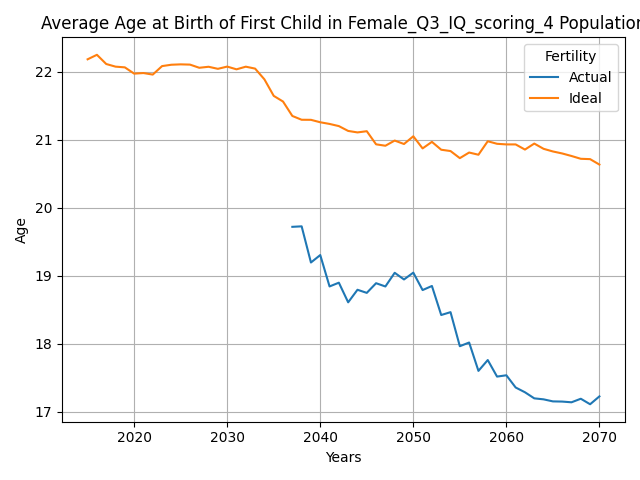 Average Age at Birth of First Child in Female_Q3_IQ_scoring_4 Population
Fertility
Actual
Ideal
22
21
20
19
18
17
Age
2020 2030 2040 2050 2060 2070
Years